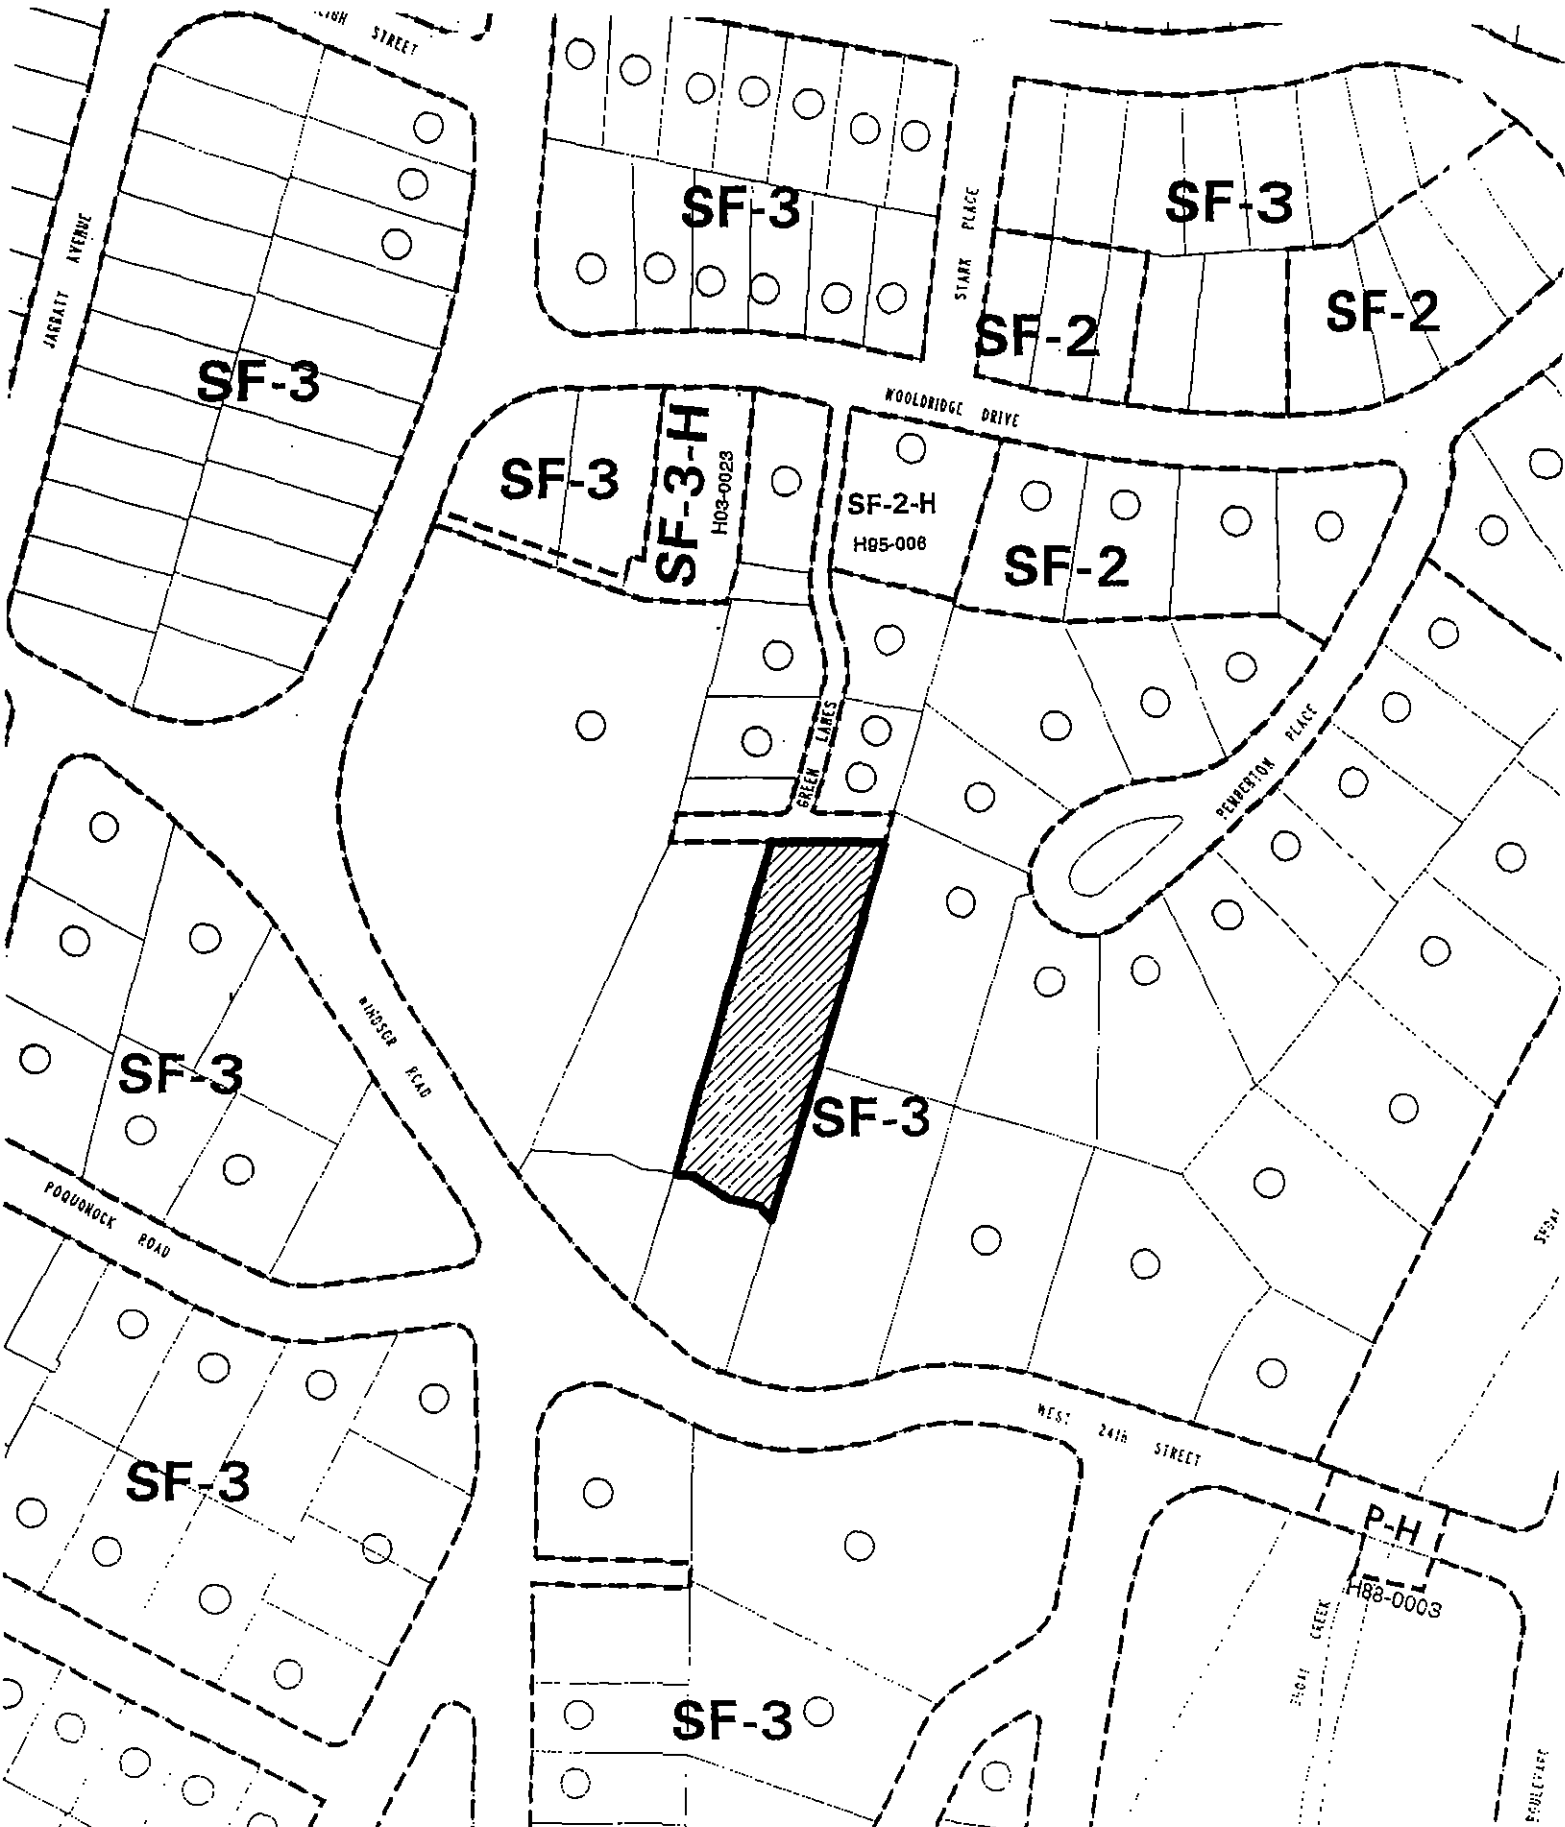 STREET
SF-3
STARK PLACE
SF-3
JARRATT AVENUE
SF-2
SF-2
SF-3
WOOLDRIDGE DRIVE
SF-3
SF-3-H
H03-0023
SF-2-H
H95-006
SF-2
GREEN LANES
PEMBERTON PLACE
WINDSOR ROAD
SF-3
SF-3
POQUONOCK ROAD
WEST 24th STREET
SF-3
P-H
H88-0003
CREEK
SF-3